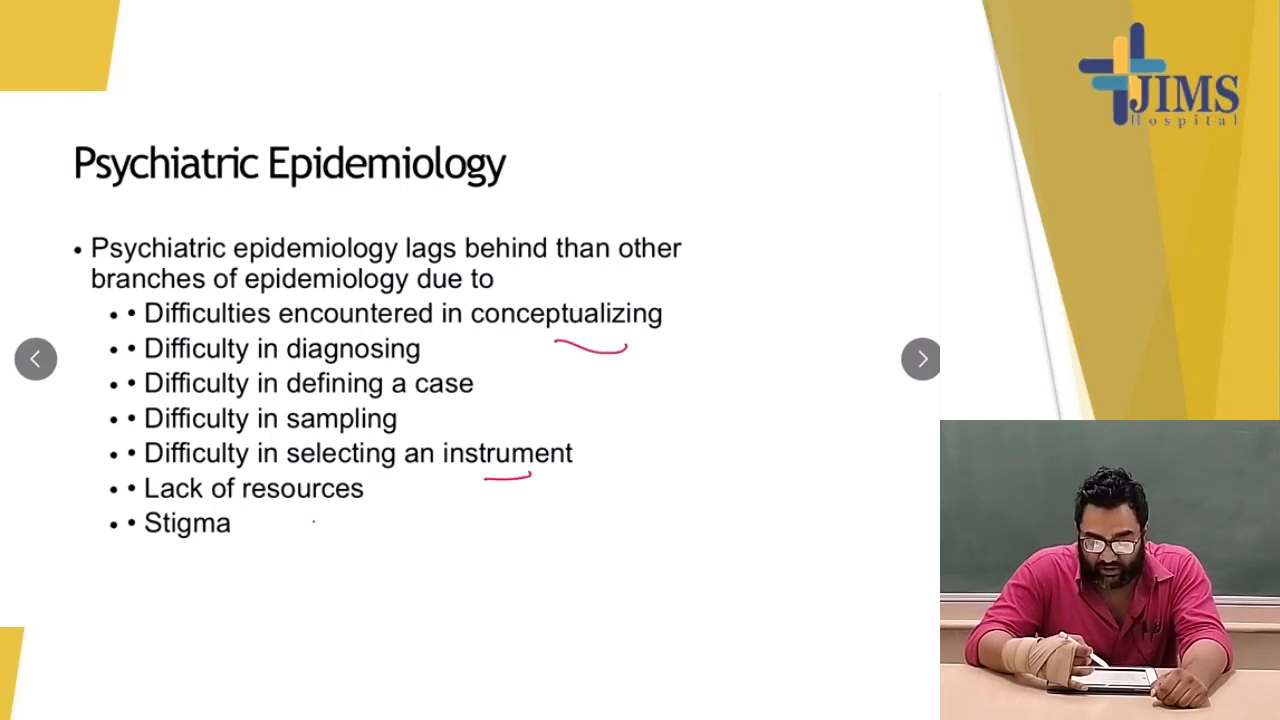 JIMS
Hospital
Psychiatric Epidemiology
• Psychiatric epidemiology lags behind than other
branches of epidemiology due to
• • Difficulties encountered in conceptualizing
• • Difficulty in diagnosing
• • Difficulty in defining a case
• • Difficulty in sampling
• • Difficulty in selecting an instrument
• • Lack of resources
• • Stigma